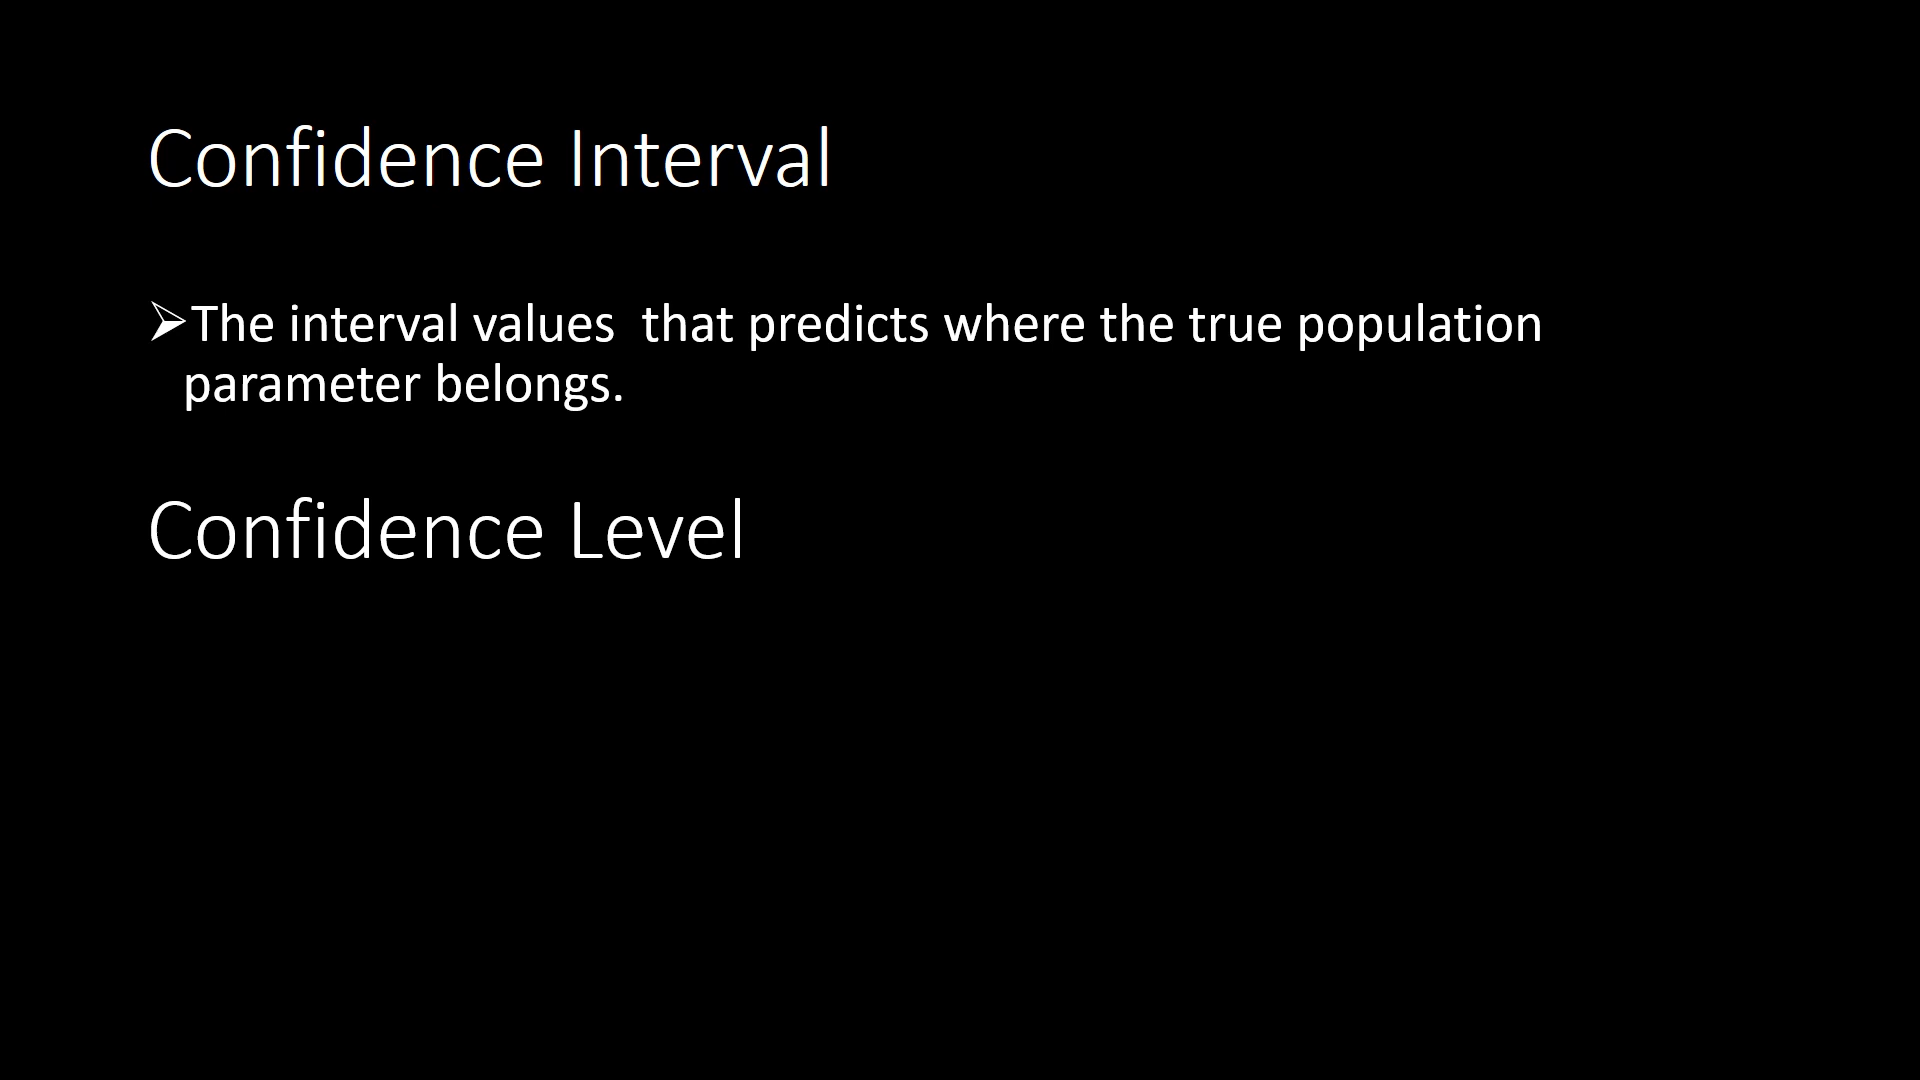 Confidence Interval
➢The interval values  that predicts where the true population
parameter belongs.
Confidence Level